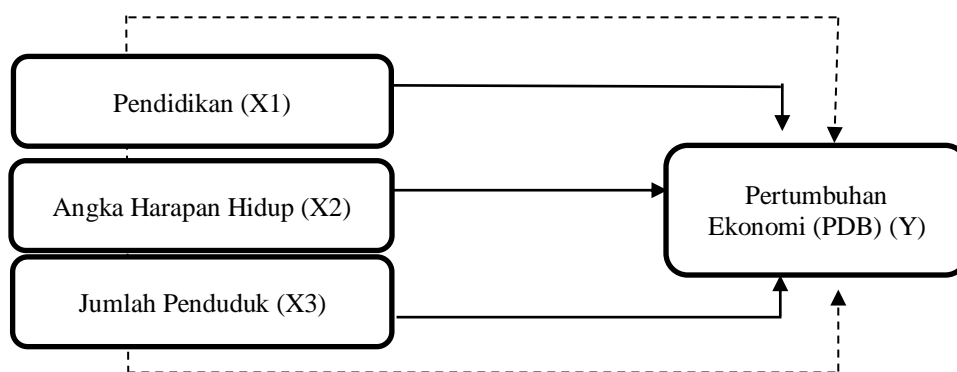 Pendidikan (X1)
Angka Harapan Hidup (X2)
Jumlah Penduduk (X3)
Pertumbuhan
Ekonomi (PDB) (Y)